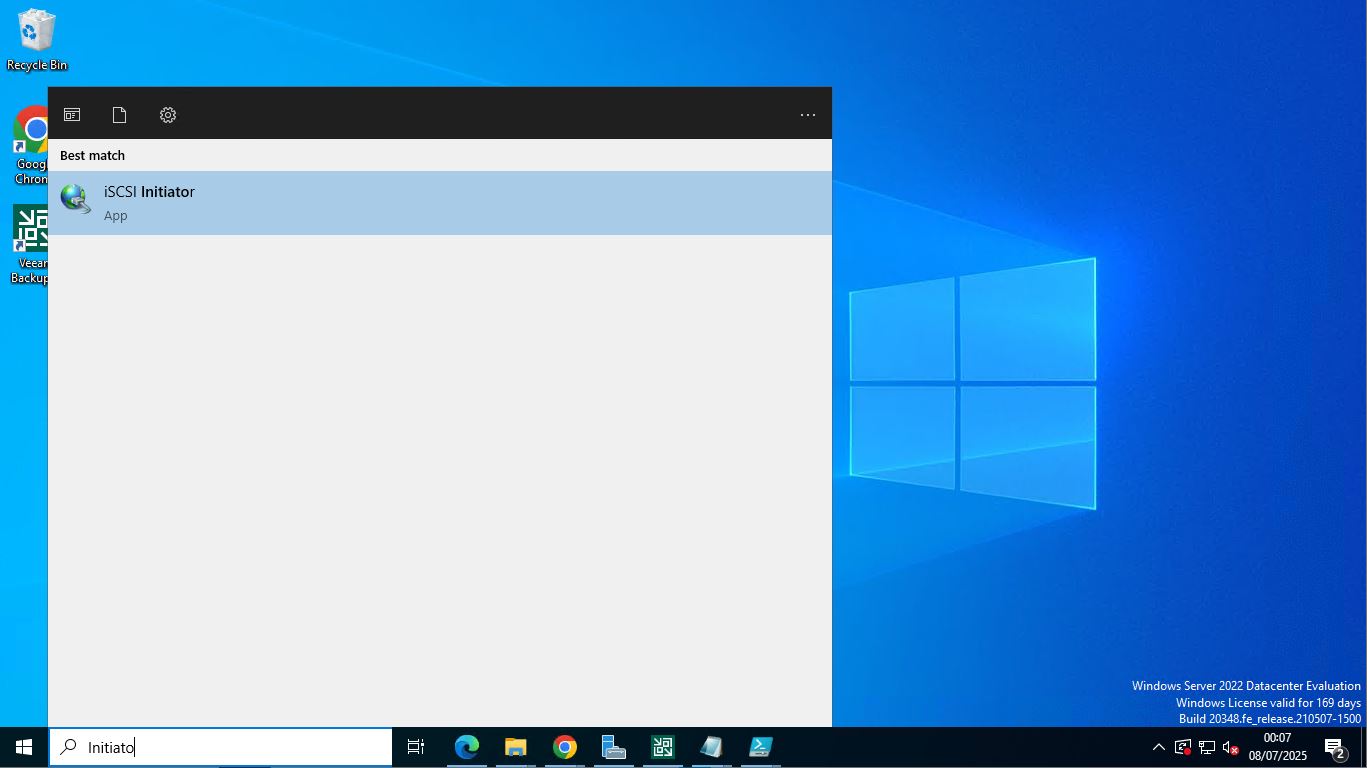 Recycle Bin
Best match
iSCSI Initiator
App
Goog
Chron
Veear
Backup
Windows Server 2022 Datacenter Evaluation
Windows License valid for 169 days
Build 20348.fe_release.210507-1500
Initiato
00:07
08/07/2025
2